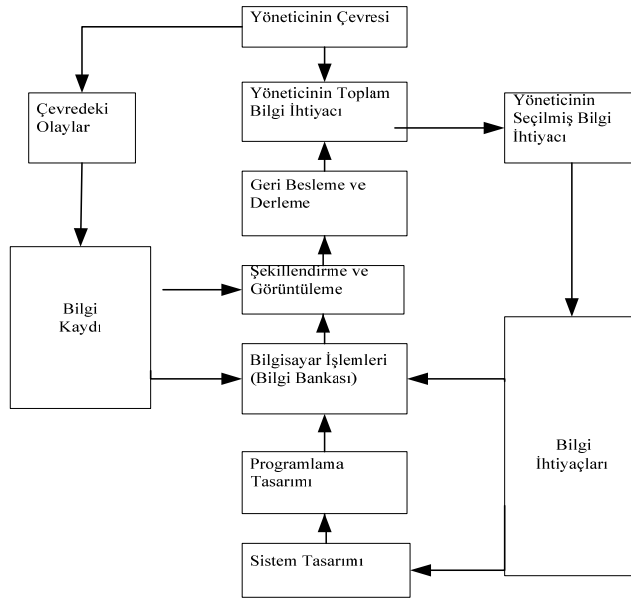 Yöneticinin Çevresi
Çevredeki
Olaylar
Yöneticinin Toplam
Bilgi İhtiyacı
Yöneticinin
Seçilmiş Bilgi
İhtiyacı
Geri Besleme ve
Derleme
Bilgi
Kaydı
Şekillendirme ve
Görüntüleme
Bilgisayar İşlemleri
(Bilgi Bankası)
Bilgi
İhtiyaçları
Programlama
Tasarımı
Sistem Tasarımı